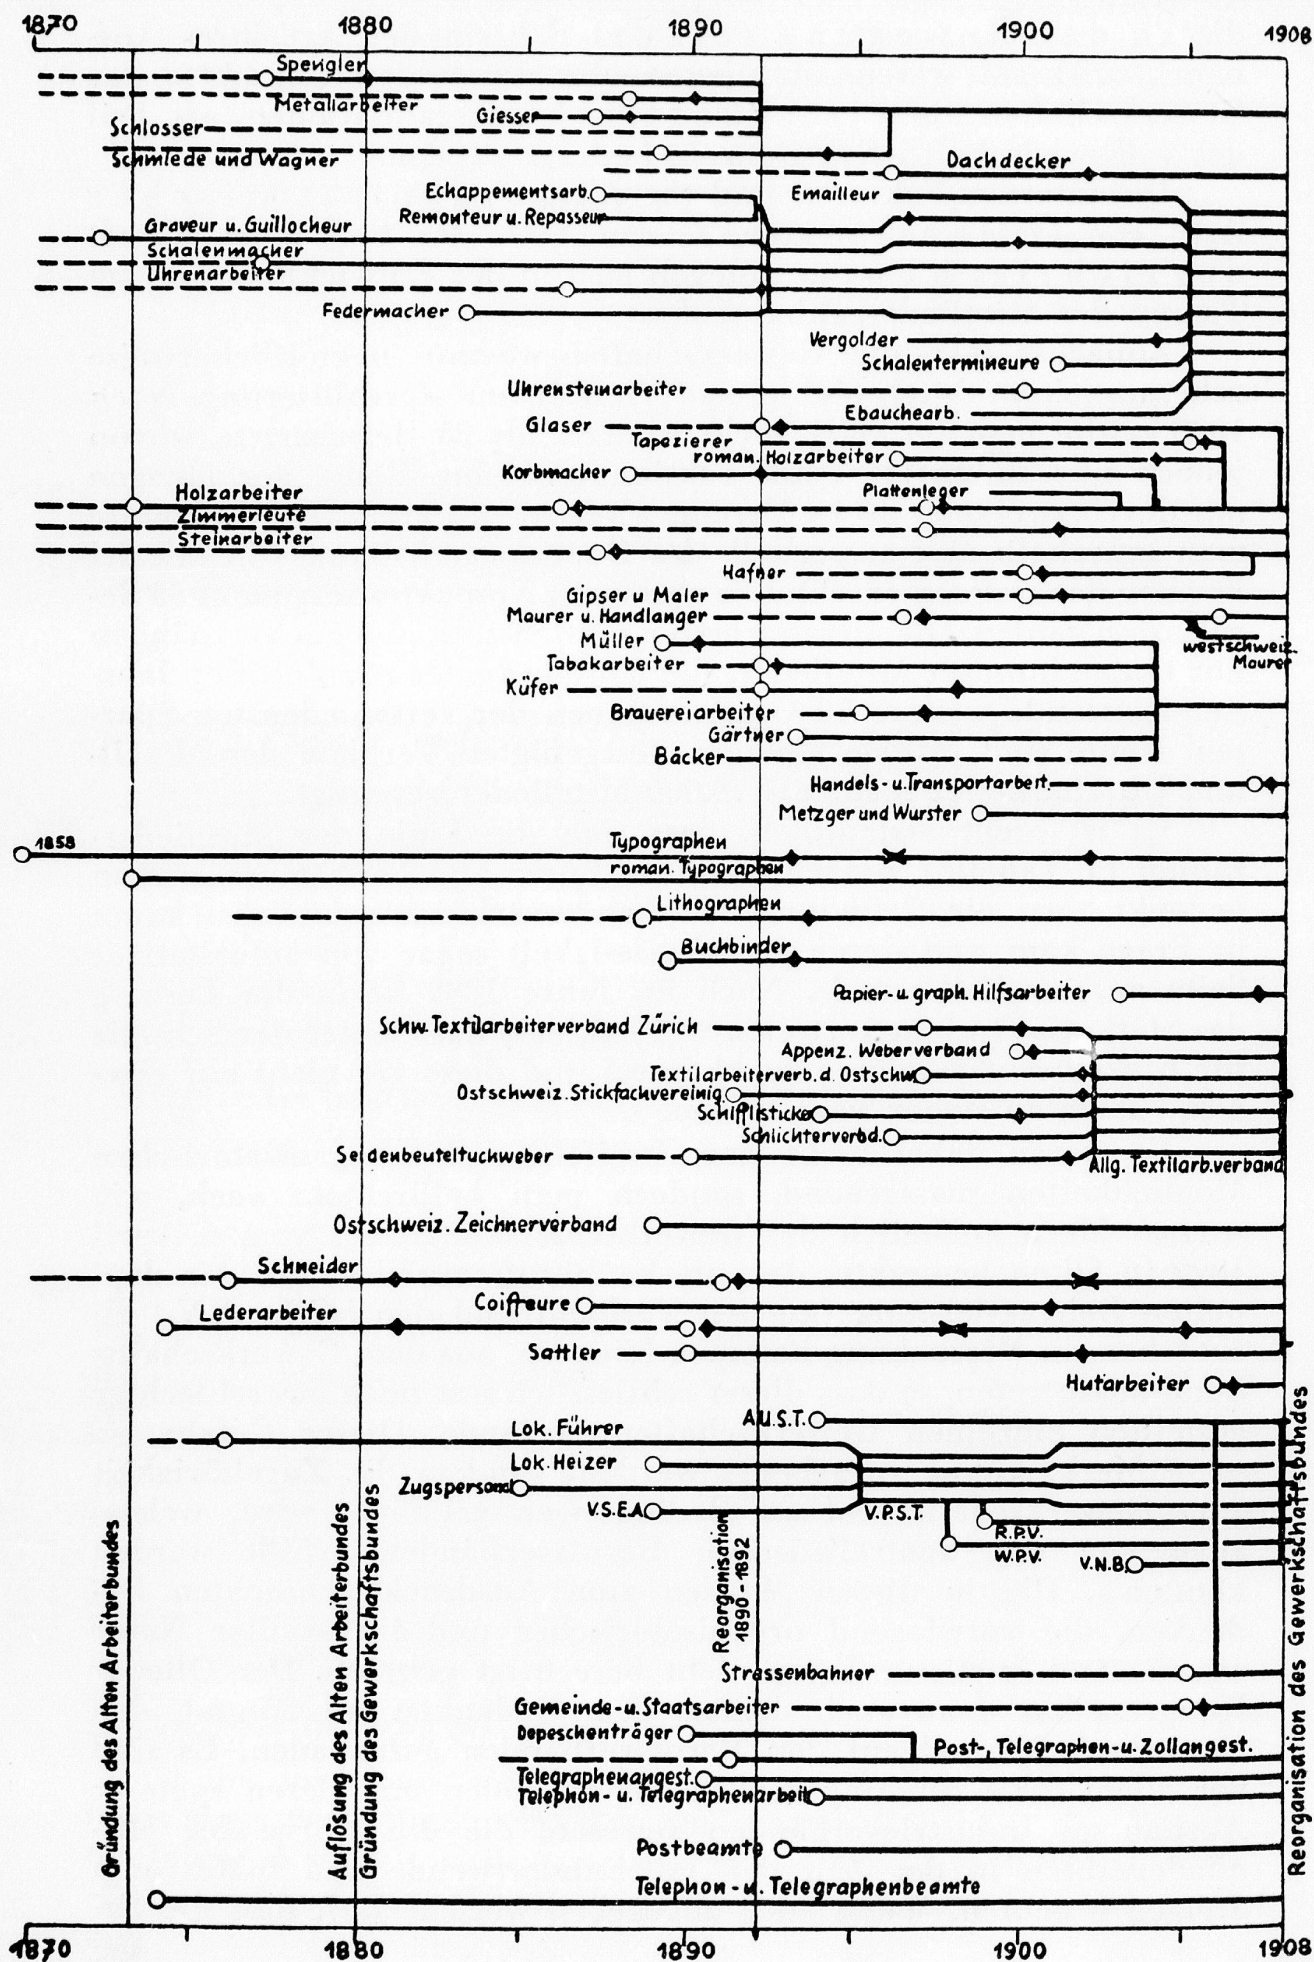 1870 1880 1890 1900 1908
Spengler
Metallarbeiter
Giesser
Schlosser
Schmiede und Wagner
Dachdecker
Echappementsarb.
Emailleur
Remonteur u. Repasseur
Graveur u. Guillocheur
Schalenmacher
Uhrenarbeiter
Federmacher
Vergolder
Schalentermineure
Uhrensteinarbeiter
Ebauchearb.
Glaser
Tapezierer
roman. Holzarbeiter
Korbmacher
Plattenleger
Holzarbeiter
Zimmerleute
Steinarbeiter
Hafner
Gipser u Maler
Maurer u. Handlanger
Müller
westschweiz.
Maurer
Tabakarbeiter
Küfer
Brauereiarbeiter
Gärtner
Bäcker
Handels- u. Transportarbeit.
Metzger und Wurster
1858
Typographen
roman. Typographen
Lithographen
Buchbinder
Papier- u. graph. Hilfsarbeiter
Schw. Textilarbeiterverband Zürich
Appenz. Weberverband
Textilarbeiterverb. d. Ostschw.
Ostschweiz. Stickfachvereinig.
Schifflisticker
Schlichterverbd.
Seidenbeuteltuchweber
Allg. Textilarb. verband
Ostschweiz. Zeichnerverband
Schneider
Coiffeure
Lederarbeiter
Sattler
Hutarbeiter
A.U.S.T.
Lok. Führer
Lok. Heizer
Zugspersonal
V.S.E.A.
V.P.S.T.
R.P.V.
W.P.V.
V.N.B.
Gründung des Alten Arbeiterbundes
Auflösung des Alten Arbeiterbundes
Gründung des Gewerkschaftsbundes
Reorganisation
1890-1892
Reorganisation des Gewerkschaftsbundes
Strassenbahner
Gemeinde- u. Staatsarbeiter
Depeschenträger
Post-, Telegraphen- u. Zollangest.
Telegraphenangest.
Telephon- u. Telegraphenarbeit
Postbeamte
Telephon- u. Telegraphenbeamte
1870 1880 1890 1900 1908